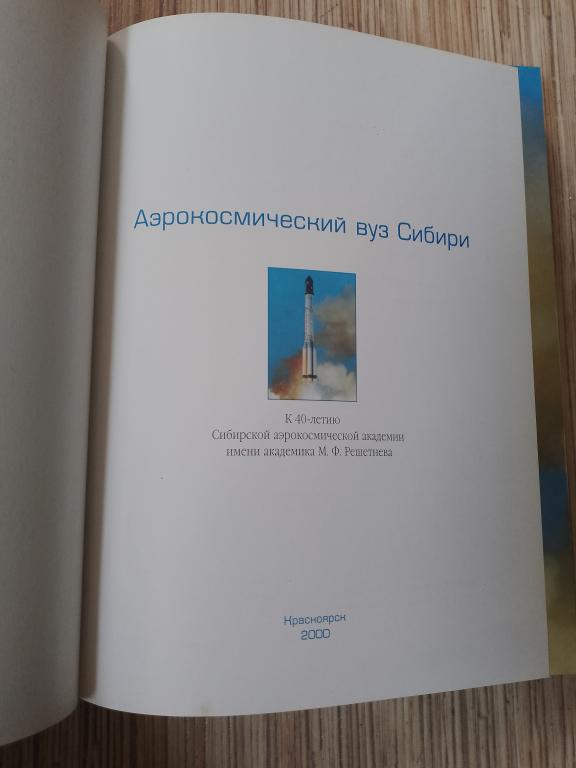 Аэрокосмический вуз Сибири
К 40-летию
Сибирской аэрокосмической академии
имени академика М. Ф. Решетнева
Красноярск
2000